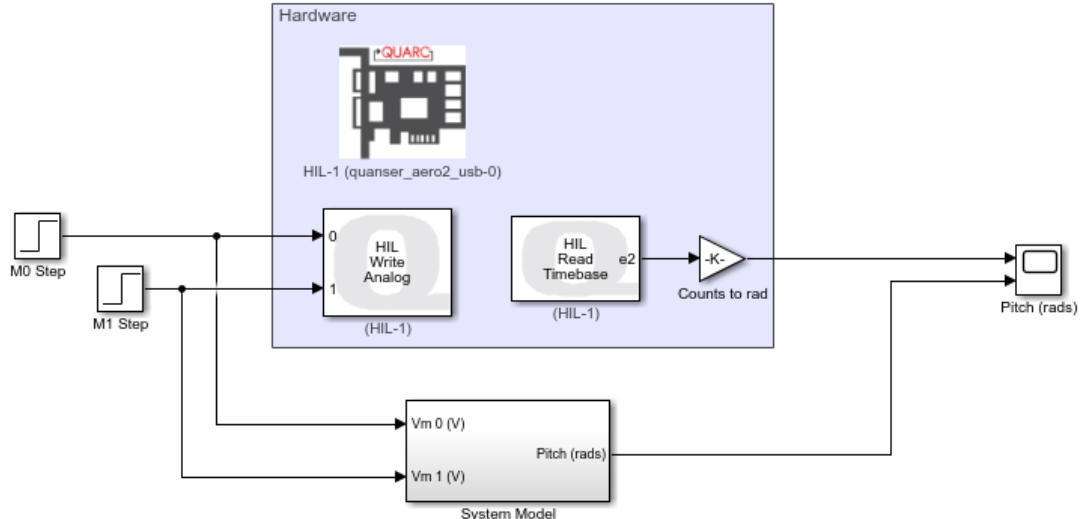 Hardware
QUARC
HIL-1 (quanser_aero2_usb-0)
M0 Step
M1 Step
0
1
HIL
Write
Analog
(HIL-1)
HIL
Read
Timebase
e2
(HIL-1)
-K-
Counts to rad
Pitch (rads)
Vm 0 (V)
Vm 1 (V)
Pitch (rads)
System Model